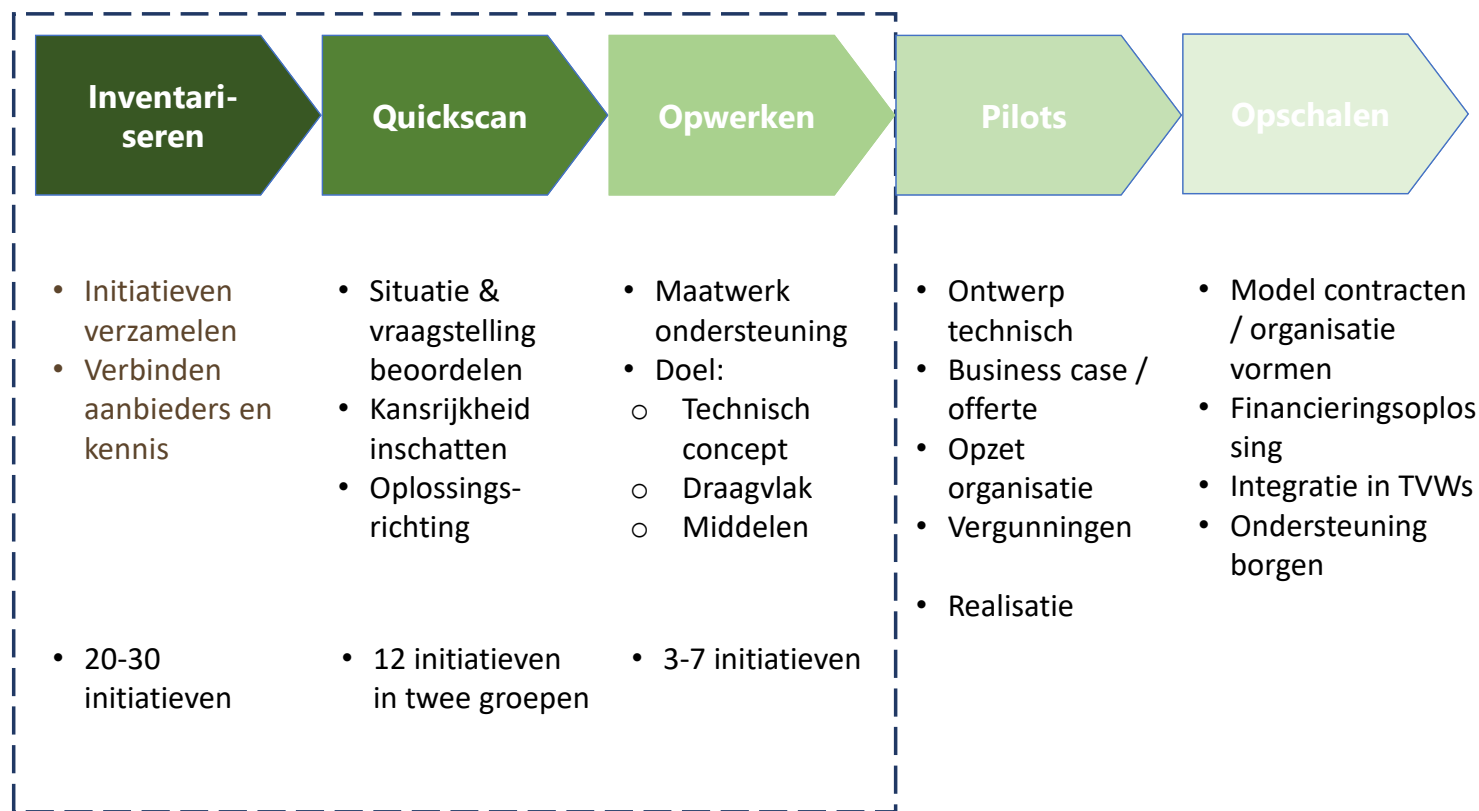 Inventari-
seren
Quickscan
Opwerken
Pilots
Opschalen
• Initiatieven
verzamelen
• Verbinden
aanbieders en
kennis
• 20-30
initiatieven
• Situatie &
vraagstelling
beoordelen
• Kansrijkheid
inschatten
• Oplossings-
richting
• 12 initiatieven
in twee groepen
• Maatwerk
ondersteuning
• Doel:
o Technisch
concept
o Draagvlak
o Middelen
• 3-7 initiatieven
• Ontwerp
technisch
• Business case /
offerte
• Opzet
organisatie
• Vergunningen
• Realisatie
• Model contracten
/ organisatie
vormen
• Financieringsoplos
sing
• Integratie in TVWs
• Ondersteuning
borgen